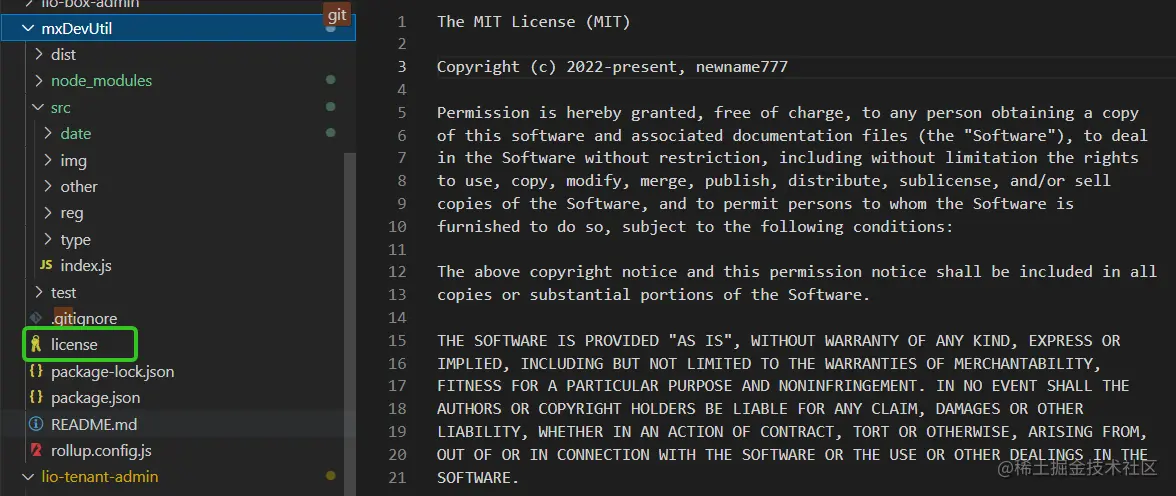 lio-box-admin
git
mxDevUtil
dist
node_modules
src
date
img
other
reg
type
JS index.js
test
.gitignore
license
{} package-lock.json
{} package.json
README.md
rollup.config.js
lio-tenant-admin
1 The MIT License (MIT)
2
3 Copyright (c) 2022-present, newname777
4
5 Permission is hereby granted, free of charge, to any person obtaining a copy
6 of this software and associated documentation files (the "Software"), to deal
7 in the Software without restriction, including without limitation the rights
8 to use, copy, modify, merge, publish, distribute, sublicense, and/or sell
9 copies of the Software, and to permit persons to whom the Software is
10 furnished to do so, subject to the following conditions:
11
12 The above copyright notice and this permission notice shall be included in all
13 copies or substantial portions of the Software.
14
15 THE SOFTWARE IS PROVIDED "AS IS", WITHOUT WARRANTY OF ANY KIND, EXPRESS OR
16 IMPLIED, INCLUDING BUT NOT LIMITED TO THE WARRANTIES OF MERCHANTABILITY,
17 FITNESS FOR A PARTICULAR PURPOSE AND NONINFRINGEMENT. IN NO EVENT SHALL THE
18 AUTHORS OR COPYRIGHT HOLDERS BE LIABLE FOR ANY CLAIM, DAMAGES OR OTHER
19 LIABILITY, WHETHER IN AN ACTION OF CONTRACT, TORT OR OTHERWISE, ARISING FROM,
20 OUT OF OR IN CONNECTION WITH THE SOFTWARE OR THE USE OR OTHER DEALINGS IN THE
21 SOFTWARE.
@稀土掘金技术社区